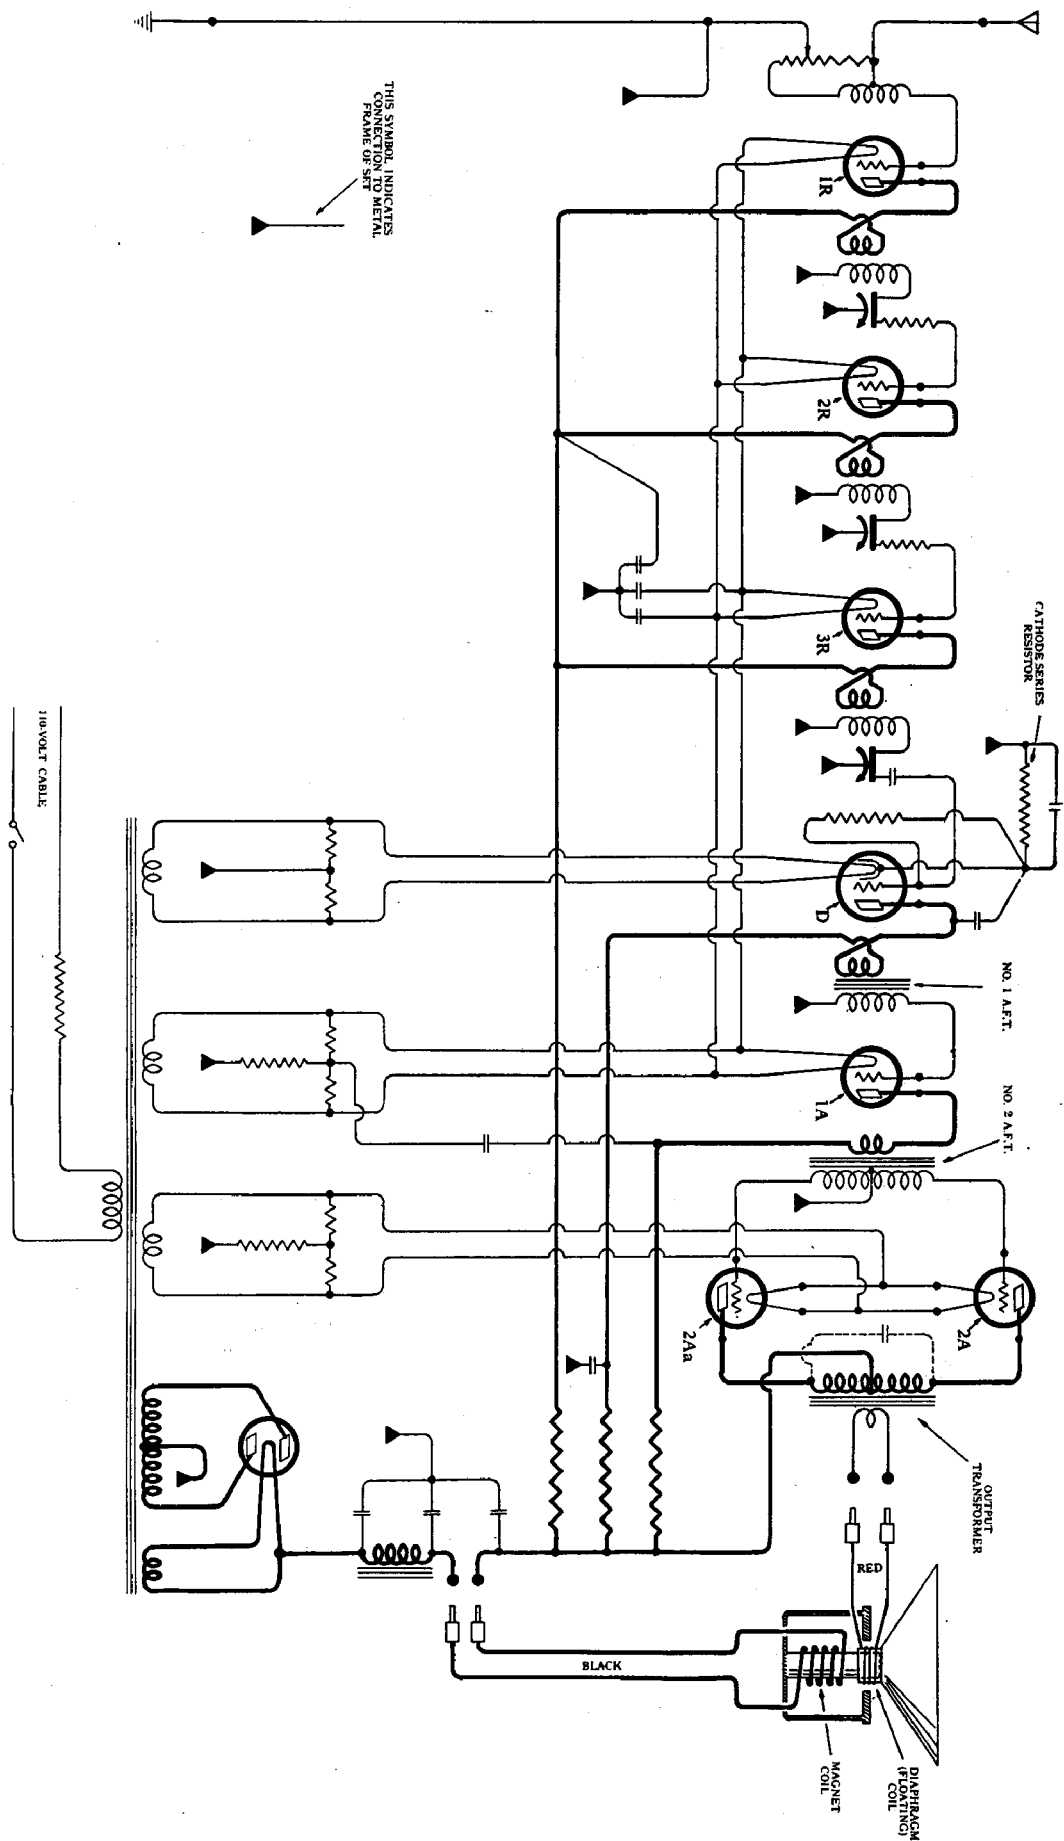 THIS SYMBOL INDICATES
CONNECTION TO METAL
FRAME OF SET
1R
2R
3R
CATHODE SERIES
RESISTOR
D
NO. 1 A.F.T.
1A
NO. 2 A.F.T.
2A
2Aa
OUTPUT
TRANSFORMER
RED
BLACK
DIAPHRAGM
(FLOATING)
COIL
MAGNET
COIL
110-VOLT CABLE